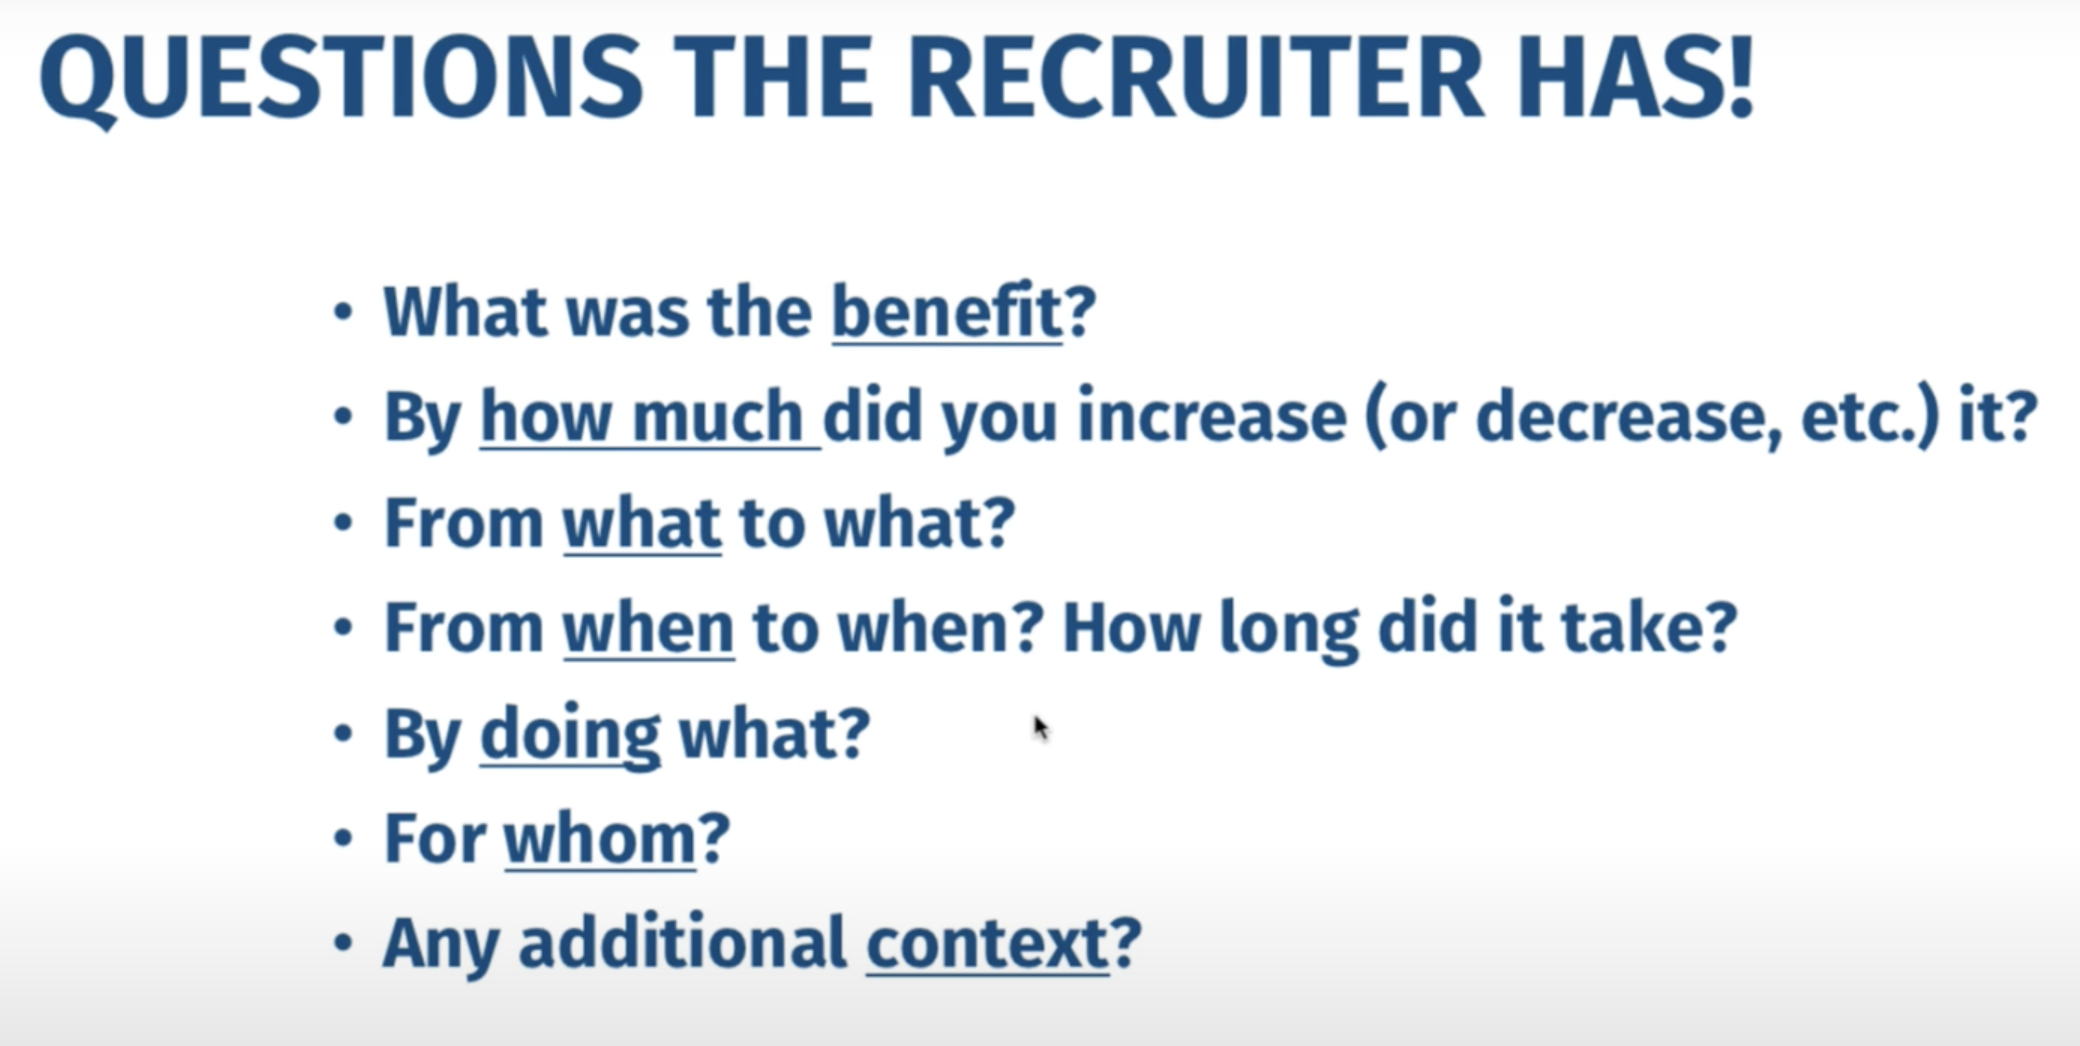 QUESTIONS THE RECRUITER HAS!
• What was the benefit?
• By how much did you increase (or decrease, etc.) it?
• From what to what?
• From when to when? How long did it take?
• By doing what?
• For whom?
• Any additional context?